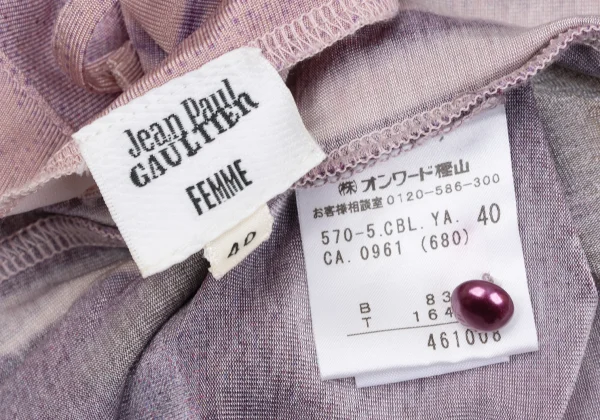 Jean Paul
GAULTIER
FEMME
40
㈱ オンワード樫山
お客様相談室 0120-586-300
570-5.CBL.YA. 40
CA. 0961 (680)
B 83
T 164
461008